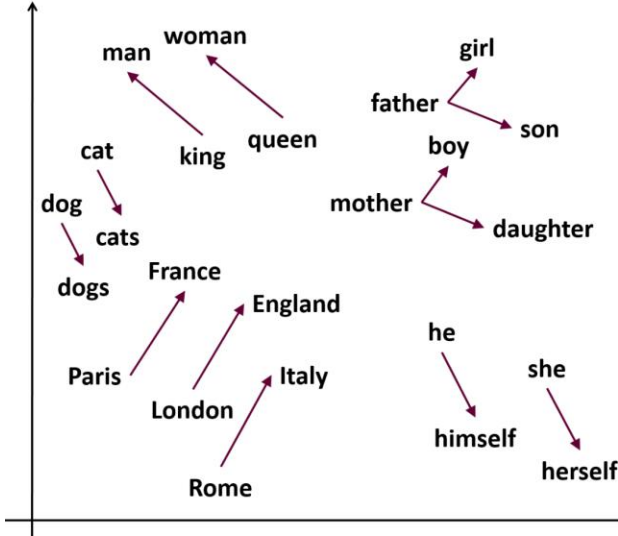 woman
girl
man
father
son
queen
boy
king
cat
mother
dog
daughter
cats
France
dogs
England
he
she
Paris
Italy
London
himself
herself
Rome